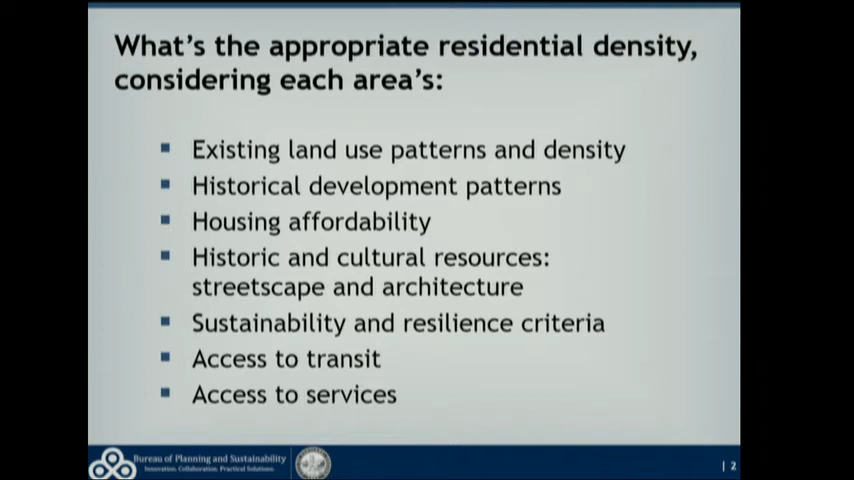 What's the appropriate residential density,
considering each area's:
Existing land use patterns and density
Historical development patterns
Housing affordability
Historic and cultural resources:
streetscape and architecture
Sustainability and resilience criteria
Access to transit
Access to services
Bureau of Planning and Sustainability
Innovation. Collaboration. Practical Solutions.
| 2